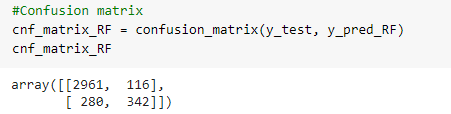 #Confusion matrix
cnf_matrix_RF = confusion_matrix(y_test, y_pred_RF)
cnf_matrix_RF
array([[2961,  116],
       [ 280,  342]])